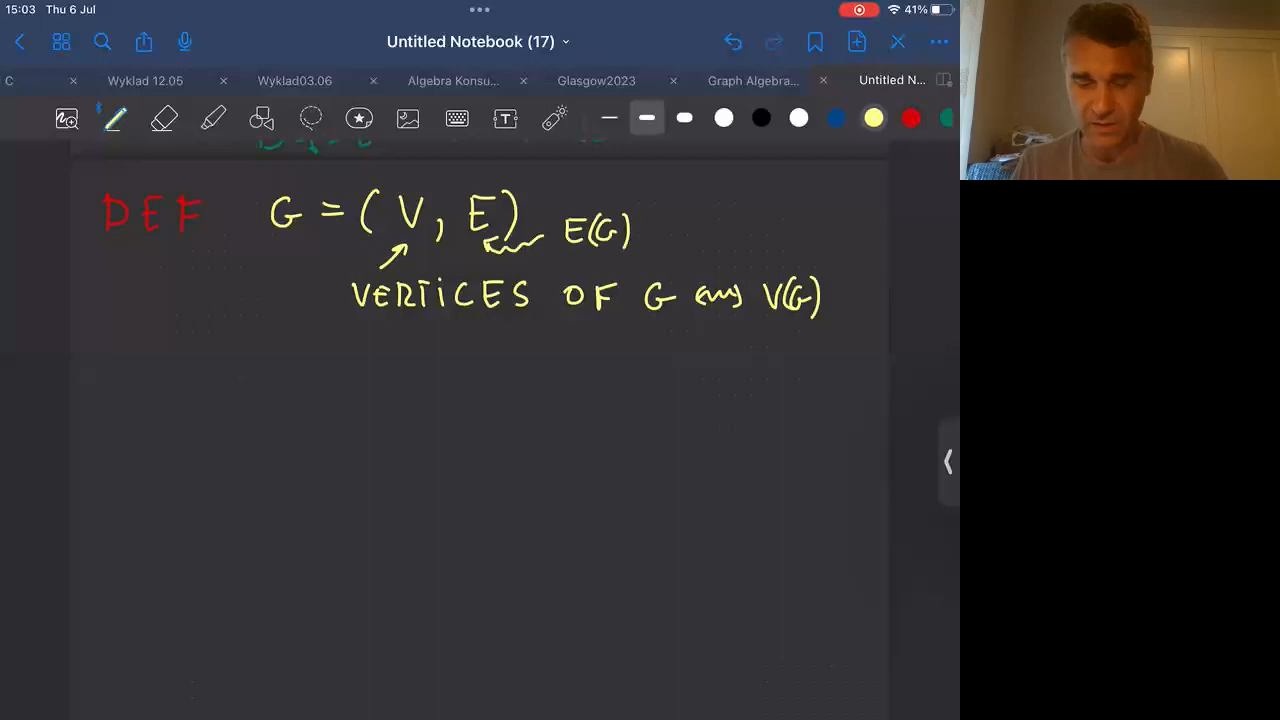 15:03 Thu 6 Jul 41%
Untitled Notebook (17)
C Wyklad 12.05 Wyklad03.06 Algebra Konsu... Glasgow2023 Graph Algebra... Untitled N...
DEF G = (V, E) E(G)
VERTICES OF G V(G)